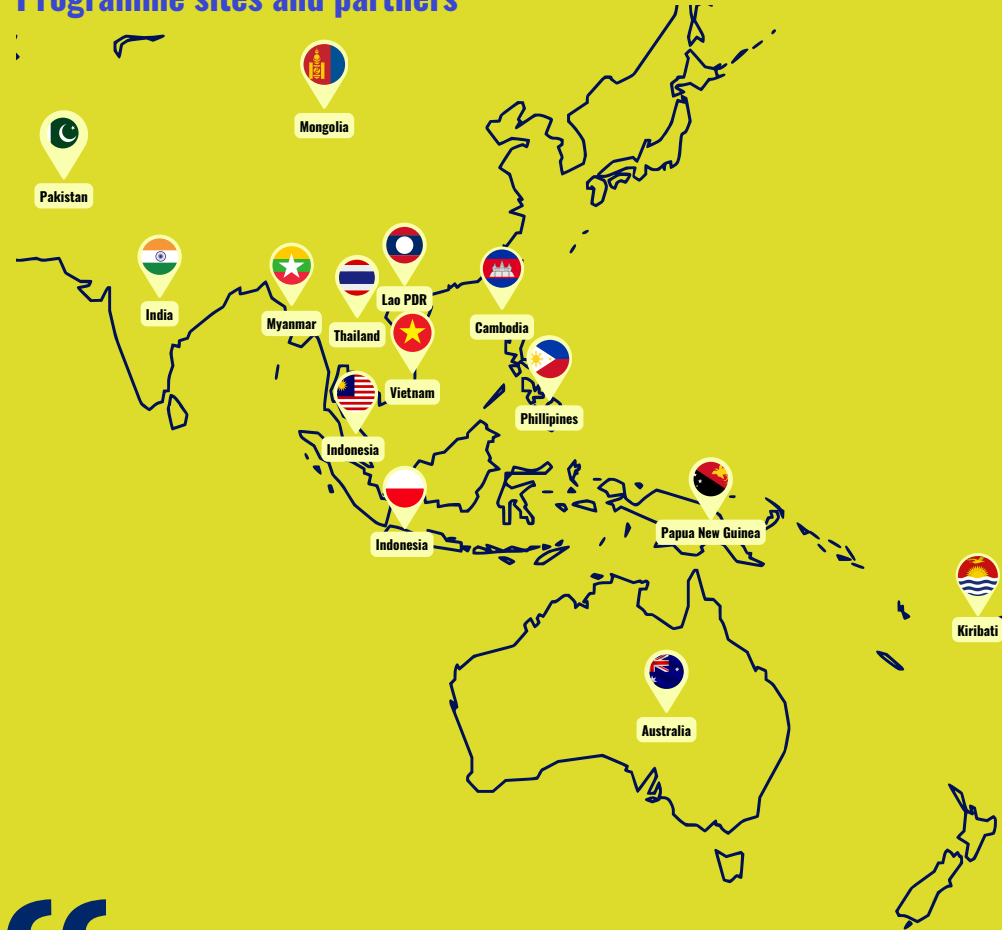 Programme sites and partners
Mongolia
Pakistan
Lao PDR
India
Myanmar
Thailand
Cambodia
Vietnam
Phillipines
Indonesia
Papua New Guinea
Indonesia
Kiribati
Australia
“